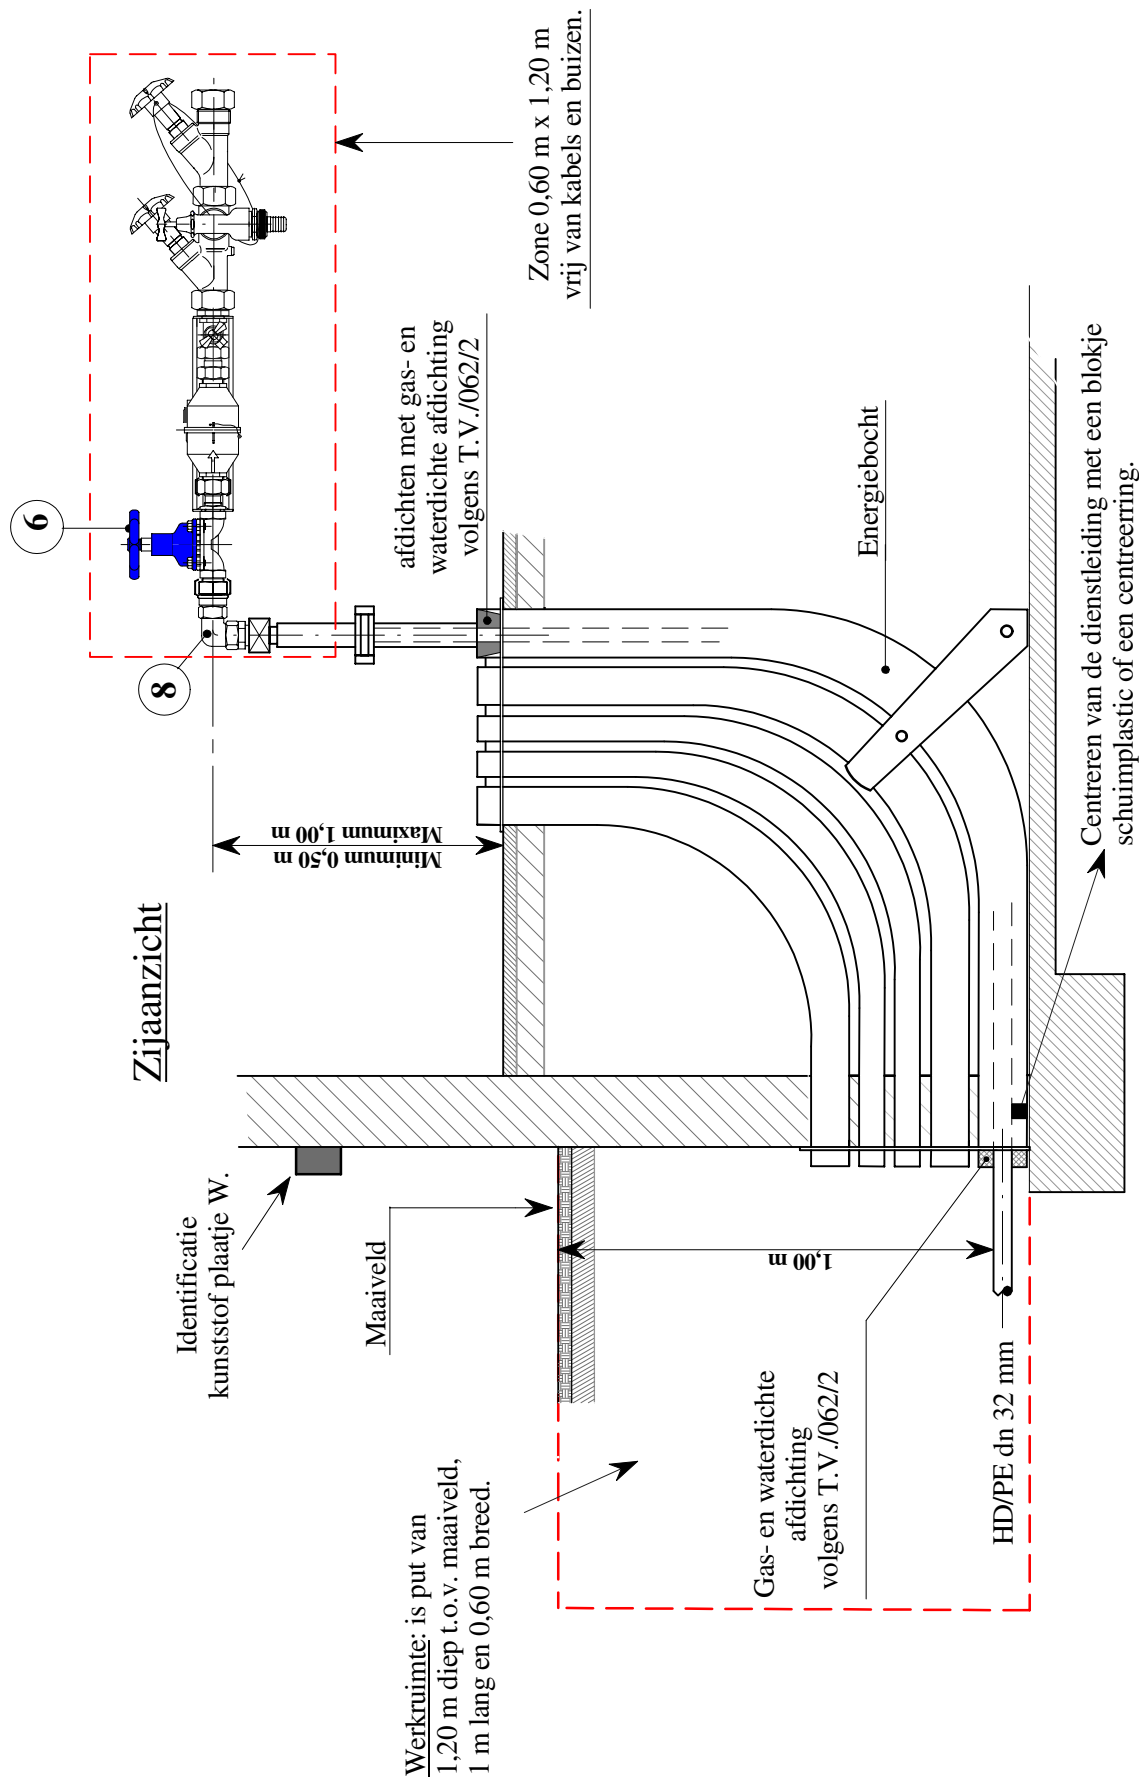 Zijaanzicht
Identificatie
kunststof plaatje W.
Maaiveld
Werkruimte: is put van
1,20 m diep t.o.v. maaiveld,
1 m lang en 0,60 m breed.
Gas- en waterdichte
afdichting
volgens T.V./062/2
HD/PE dn 32 mm
1,00 m
Minimum 0,50 m
Maximum 1,00 m
8
6
Zone 0,60 m x 1,20 m
vrij van kabels en buizen.
afdichten met gas- en
waterdichte afdichting
volgens T.V./062/2
Energiebocht
Centreren van de dienstleiding met een blokje
schuimplastic of een centreerring.